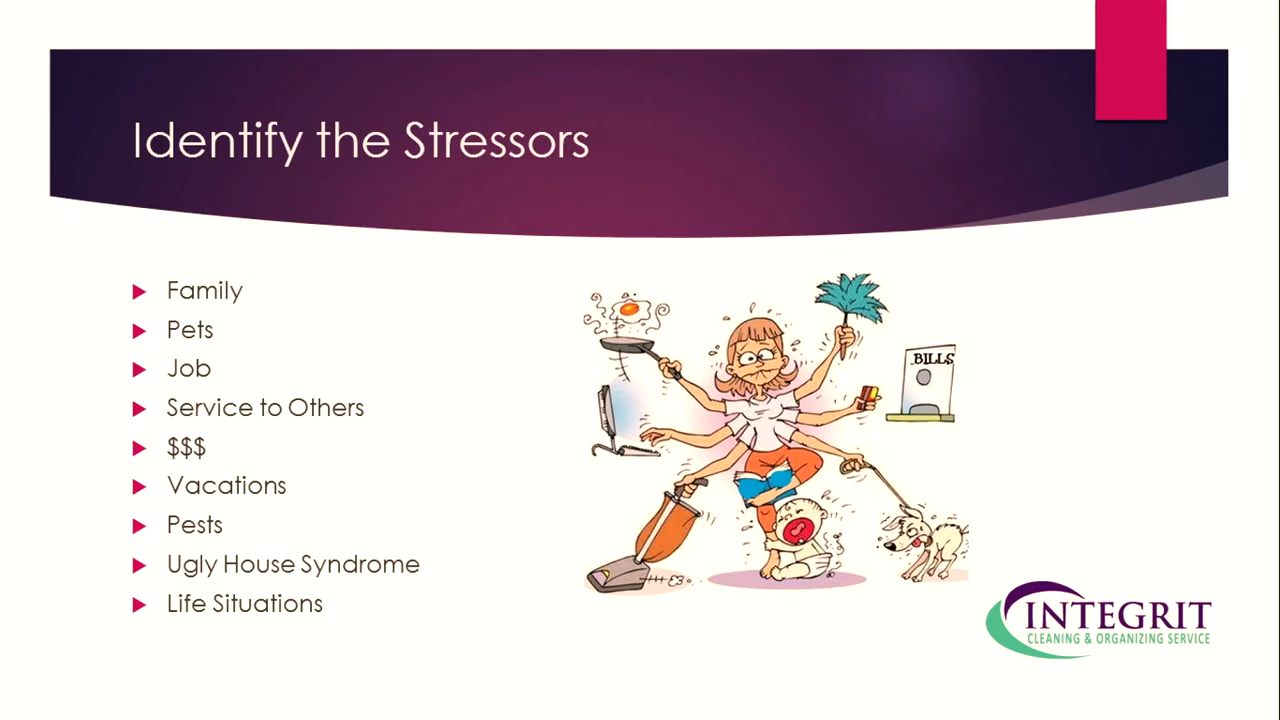 Identify the Stressors
Family
Pets
Job
Service to Others
$$$
Vacations
Pests
Ugly House Syndrome
Life Situations
BILLS
INTEGRIT
CLEANING & ORGANIZING SERVICE